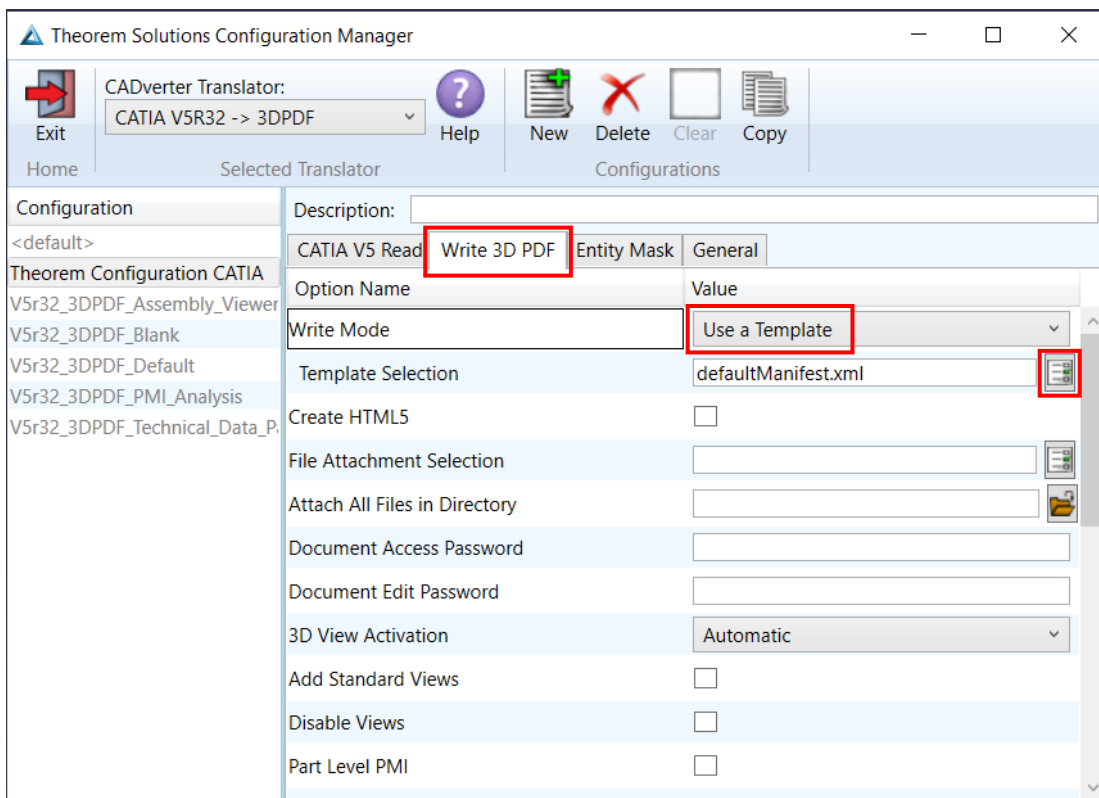 Theorem Solutions Configuration Manager
Exit
CADverter Translator:
CATIA V5R32 -> 3DPDF
Help
New
Delete
Clear
Copy
Home
Selected Translator
Configurations
Configuration
<default>
Theorem Configuration CATIA
V5r32_3DPDF_Assembly_Viewer
V5r32_3DPDF_Blank
V5r32_3DPDF_Default
V5r32_3DPDF_PMI_Analysis
V5r32_3DPDF_Technical_Data_Pa
Description:
CATIA V5 Read
Write 3D PDF
Entity Mask
General
Option Name
Value
Write Mode
Use a Template
Template Selection
defaultManifest.xml
Create HTML5
File Attachment Selection
Attach All Files in Directory
Document Access Password
Document Edit Password
3D View Activation
Automatic
Add Standard Views
Disable Views
Part Level PMI